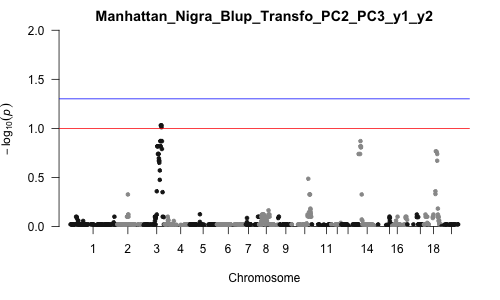 Manhattan_Nigra_Blup_Transfo_PC2_PC3_y1_y2
− log10(p)
2.0
1.5
1.0
0.5
0.0
1 2 3 4 5 6 7 8 9 11 14 16 18
Chromosome